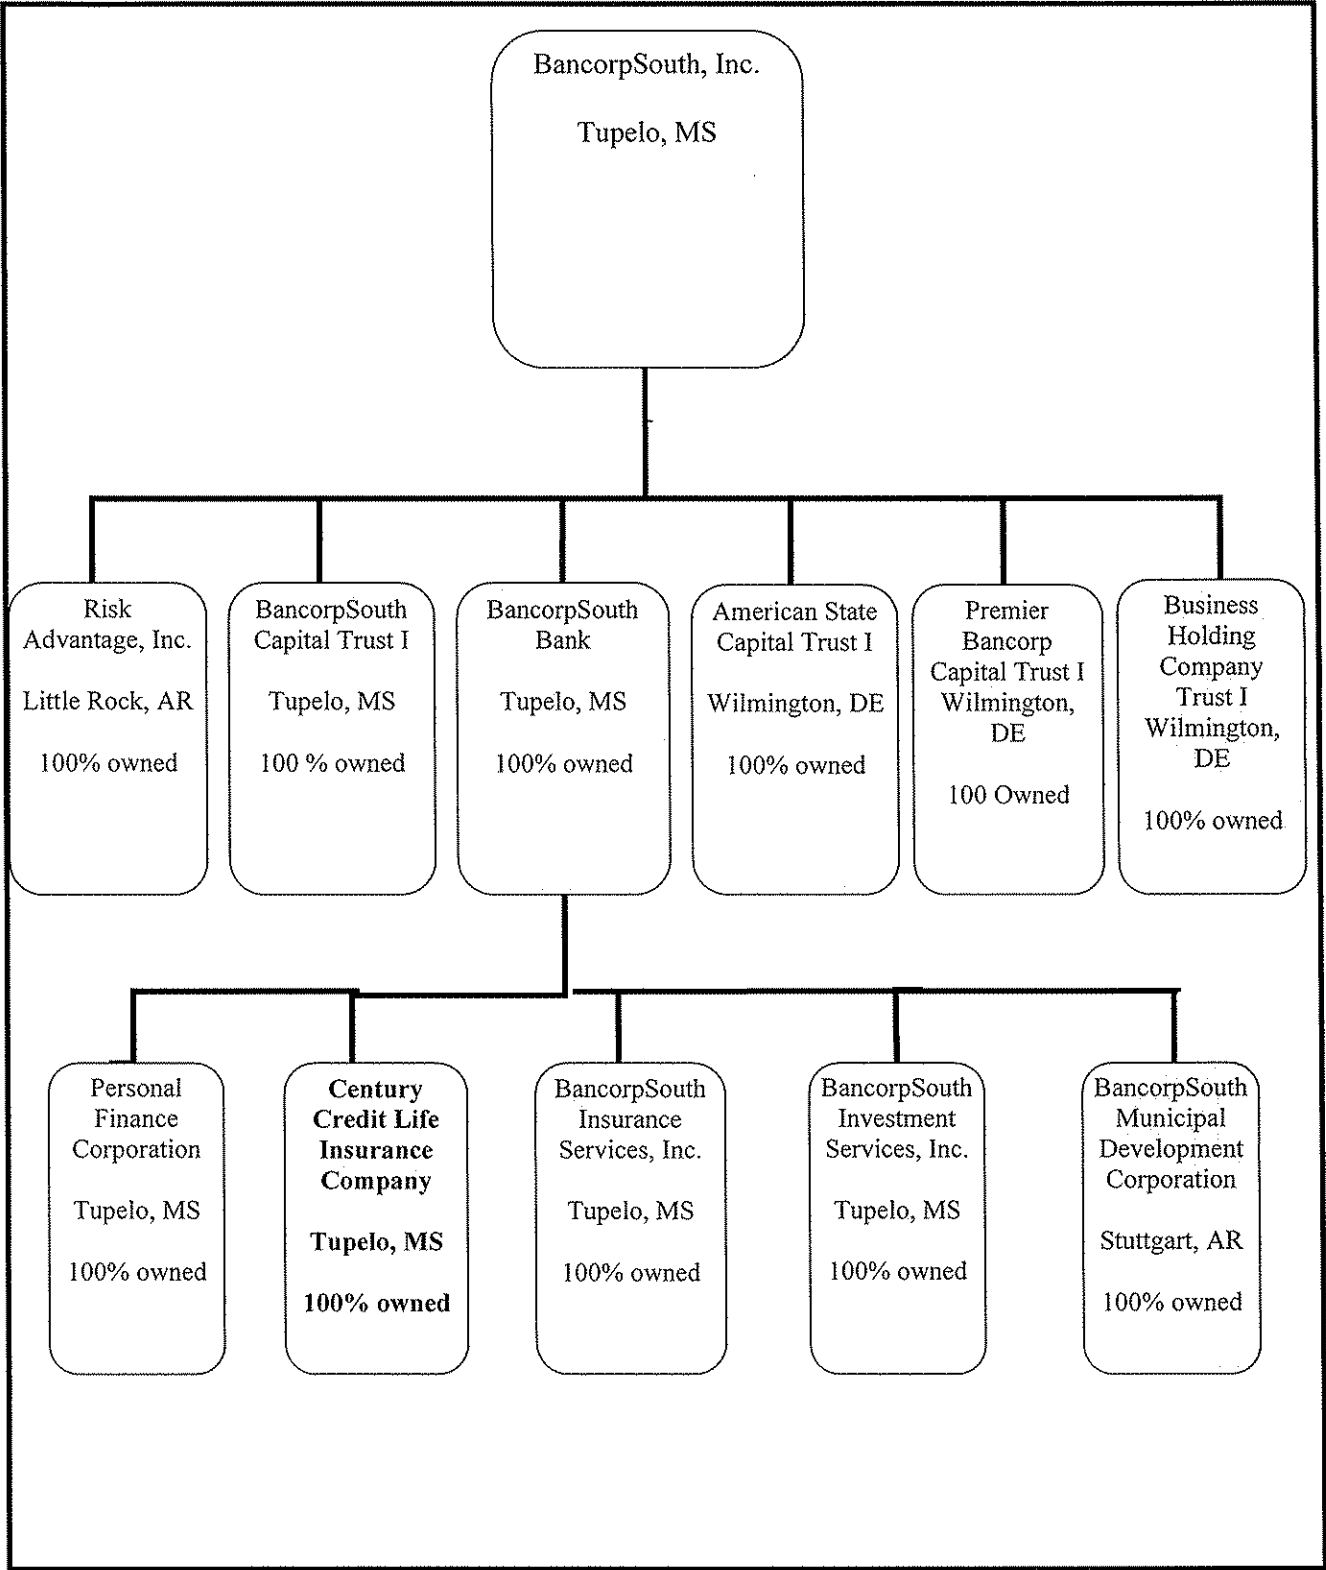 BancorpSouth, Inc.
Tupelo, MS
Risk
Advantage, Inc.
Little Rock, AR
100% owned
BancorpSouth
Capital Trust I
Tupelo, MS
100 % owned
BancorpSouth
Bank
Tupelo, MS
100% owned
American State
Capital Trust I
Wilmington, DE
100% owned
Premier
Bancorp
Capital Trust I
Wilmington,
DE
100 Owned
Business
Holding
Company
Trust I
Wilmington,
DE
100% owned
Personal
Finance
Corporation
Tupelo, MS
100% owned
Century
Credit Life
Insurance
Company
Tupelo, MS
100% owned
BancorpSouth
Insurance
Services, Inc.
Tupelo, MS
100% owned
BancorpSouth
Investment
Services, Inc.
Tupelo, MS
100% owned
BancorpSouth
Municipal
Development
Corporation
Stuttgart, AR
100% owned